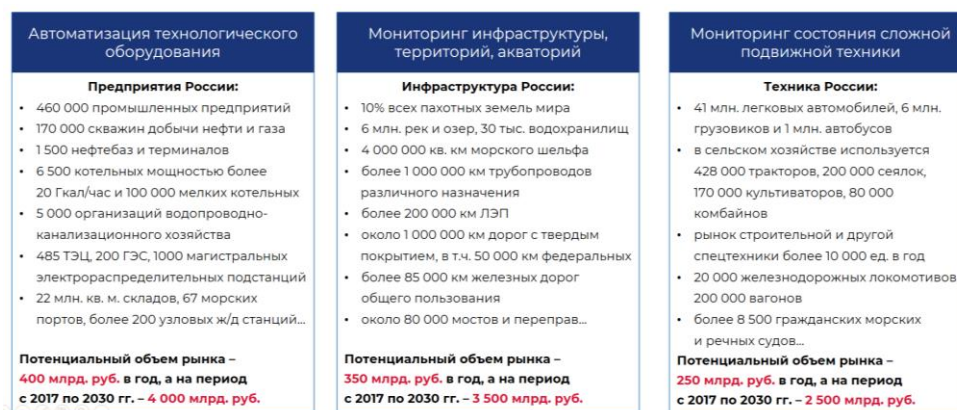 Автоматизация технологического
оборудования
Предприятия России:
• 460 000 промышленных предприятий
• 170 000 скважин добычи нефти и газа
• 1 500 нефтебаз и терминалов
• 6 500 котельных мощностью более
20 Гкал/час и 100 000 мелких котельных
• 5 000 организаций водопроводно-
канализационного хозяйства
• 485 ТЭЦ, 200 ГЭС, 1000 магистральных
электрораспределительных подстанций
• 22 млн. кв. м. складов, 67 морских
портов, более 200 узловых ж/д станций...
Потенциальный объем рынка –
400 млрд. руб. в год, а на период
с 2017 по 2030 гг. – 4 000 млрд. руб.
Мониторинг инфраструктуры,
территорий, акваторий
Инфраструктура России:
• 10% всех пахотных земель мира
• 6 млн. рек и озер, 30 тыс. водохранилищ
• 4 000 000 кв. км морского шельфа
• более 1 000 000 км трубопроводов
различного назначения
• более 200 000 км ЛЭП
• около 1 000 000 км дорог с твердым
покрытием, в т.ч. 50 000 км федеральных
• более 85 000 км железных дорог
общего пользования
• около 80 000 мостов и переправ...
Потенциальный объем рынка –
350 млрд. руб. в год, а на период
с 2017 по 2030 гг. – 3 500 млрд. руб.
Мониторинг состояния сложной
подвижной техники
Техника России:
• 41 млн. легковых автомобилей, 6 млн.
грузовиков и 1 млн. автобусов
• в сельском хозяйстве используется
428 000 тракторов, 200 000 сеялок,
170 000 культиваторов, 80 000
комбайнов
• рынок строительной и другой
спецтехники более 10 000 ед. в год
• 20 000 железнодорожных локомотивов
200 000 вагонов
• более 8 500 гражданских морских
и речных судов...
Потенциальный объем рынка –
250 млрд. руб. в год, а на период
с 2017 по 2030 гг. – 2 500 млрд. руб.